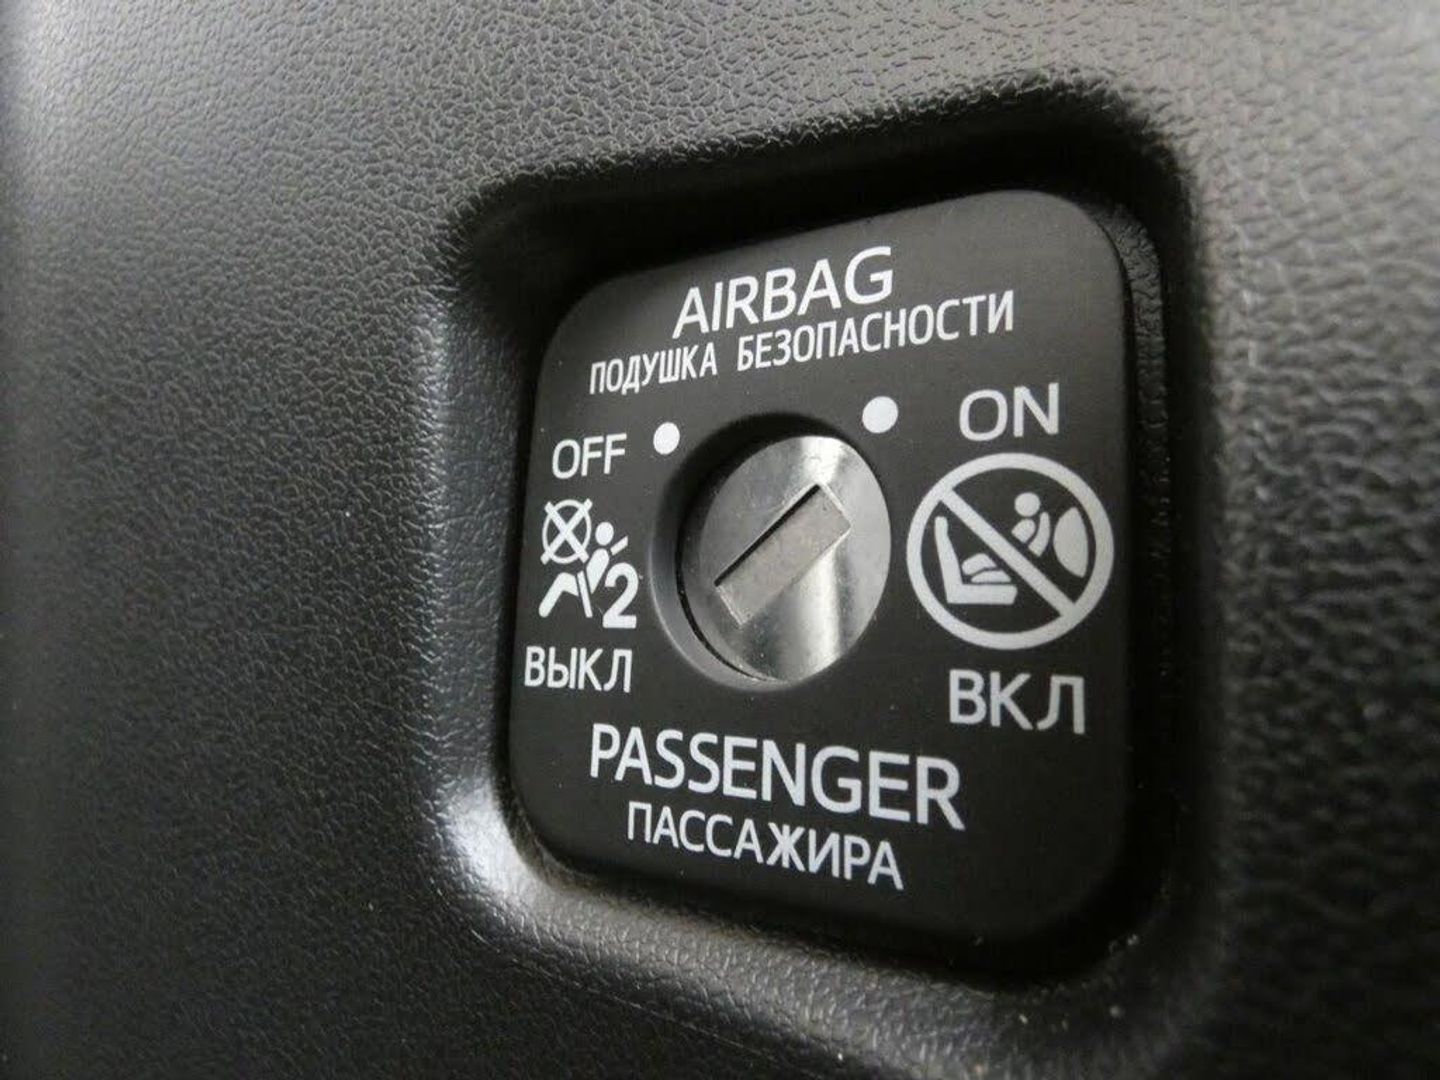 AIRBAG
ПОДУШКА БЕЗОПАСНОСТИ
OFF
ON
2
ВЫКЛ
ВКЛ
PASSENGER
ПАССАЖИРА